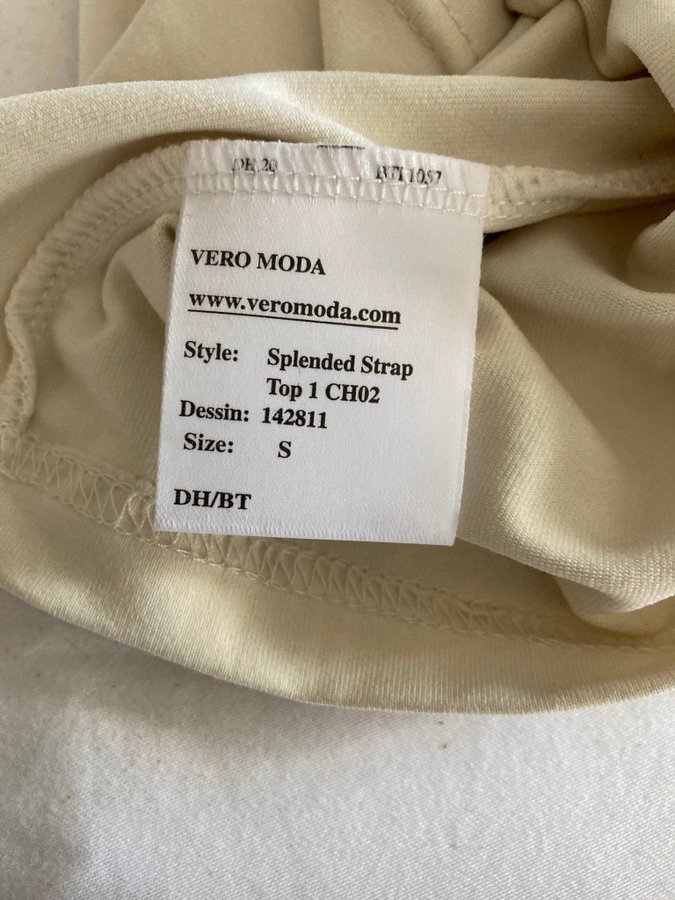 VERO MODA
www.veromoda.com
Style: Splended Strap
Top 1 CH02
Dessin: 142811
Size: S
DH/BT